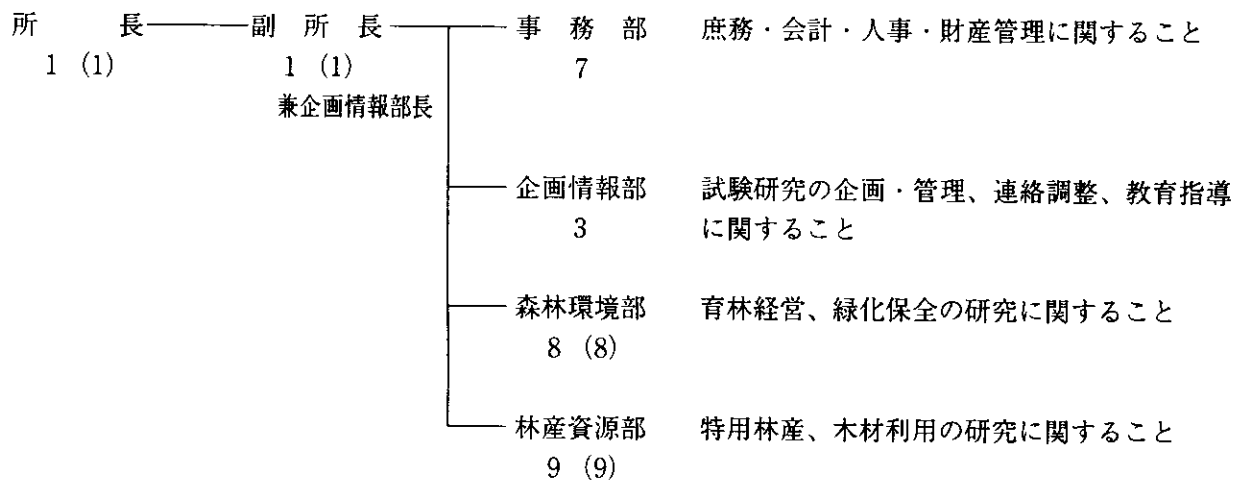 所長 副所長 事務部 庶務・会計・人事・財産管理に関すること
1 (1) 1 (1) 7
兼企画情報部長
企画情報部 試験研究の企画・管理、連絡調整、教育指導
3 に関すること
森林環境部 育林経営、緑化保全の研究に関すること
8 (8)
林産資源部 特用林産、木材利用の研究に関すること
9 (9)